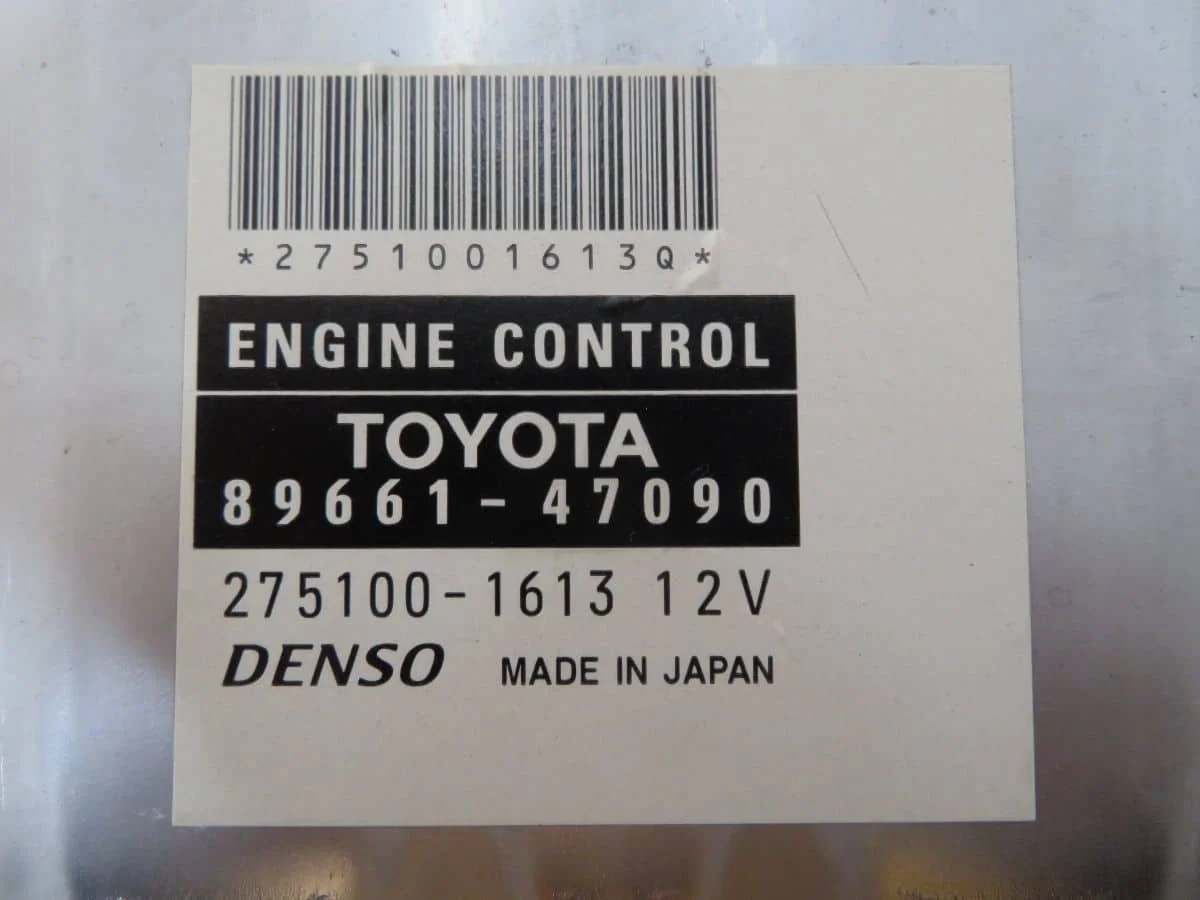 *2751001613Q*
ENGINE CONTROL
TOYOTA
89661-47090
275100-1613 12V
DENSO MADE IN JAPAN